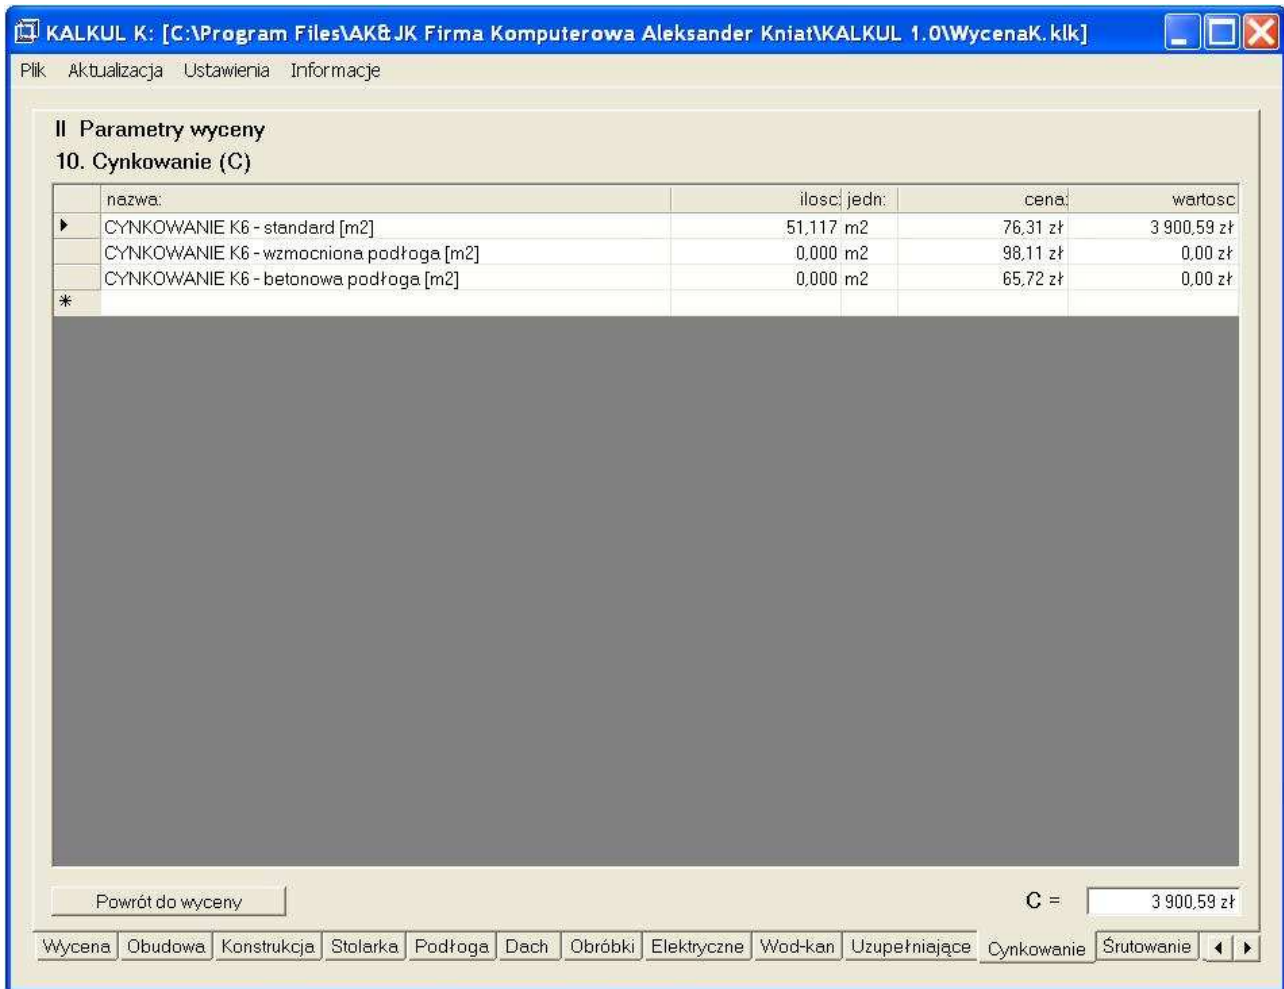 KALKUL K: [C:\Program Files\AK&JK Firma Komputerowa Aleksander Kniat\KALKUL 1.0\WycenaK.klk]
Plik Aktualizacja Ustawienia Informacje
II Parametry wyceny
10. Cynkowanie (C)
nazwa: ilosc: jedn: cena: wartosc
CYNKOWANIE K6 - standard [m2] 51,117 m2 76,31 zł 3 900,59 zł
CYNKOWANIE K6 - wzmocniona podłoga [m2] 0,000 m2 98,11 zł 0,00 zł
CYNKOWANIE K6 - betonowa podłoga [m2] 0,000 m2 65,72 zł 0,00 zł
*
Powrót do wyceny C = 3 900,59 zł
Wycena Obudowa Konstrukcja Stolarka Podłoga Dach Obróbki Elektryczne Wod-kan Uzupełniające Cynkowanie Śrutowanie